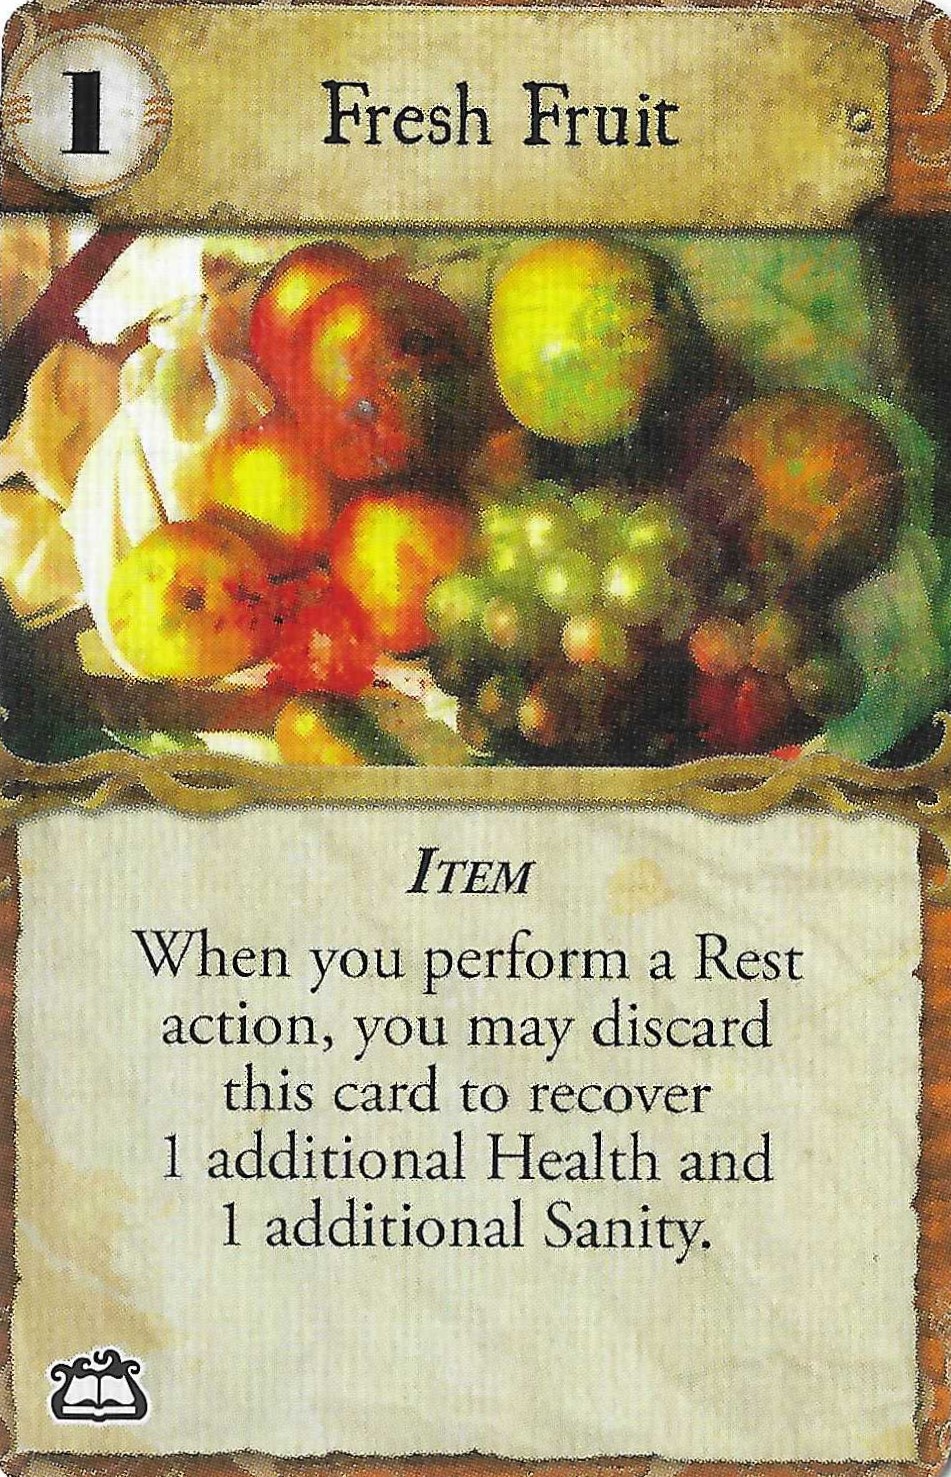 1
Fresh Fruit
ITEM
When you perform a Rest
action, you may discard
this card to recover
1 additional Health and
1 additional Sanity.